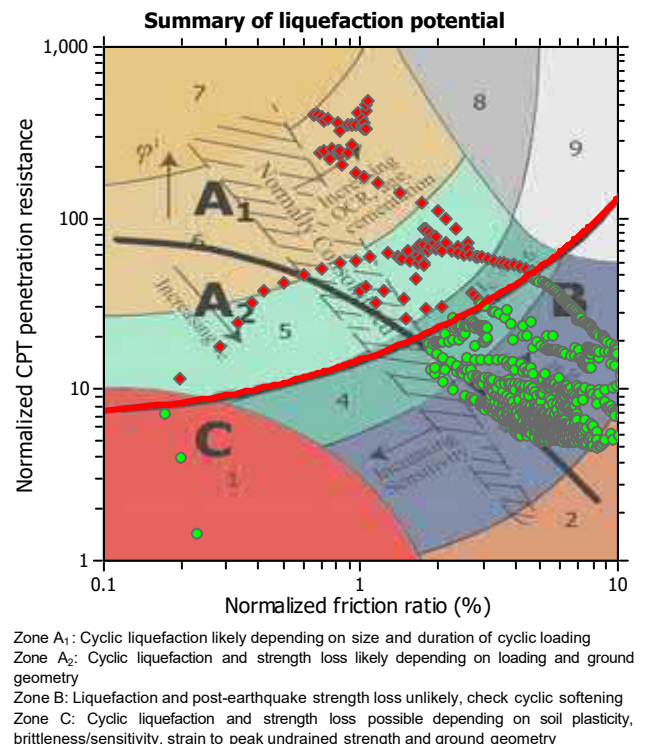 Summary of liquefaction potential
1,000
7
8
9
φ'
A1
Increasing
OCR, age,
cementation
Normally Consolidated
Normalized CPT penetration resistance
100
6
A2
B
Increasing
5
10
4
C
1
Increasing
Sensitivity
2
1
0.1
1
10
Normalized friction ratio (%)
Zone A1: Cyclic liquefaction likely depending on size and duration of cyclic loading
Zone A2: Cyclic liquefaction and strength loss likely depending on loading and ground
geometry
Zone B: Liquefaction and post-earthquake strength loss unlikely, check cyclic softening
Zone C: Cyclic liquefaction and strength loss possible depending on soil plasticity,
brittleness/sensitivity, strain to peak undrained strength and ground geometry